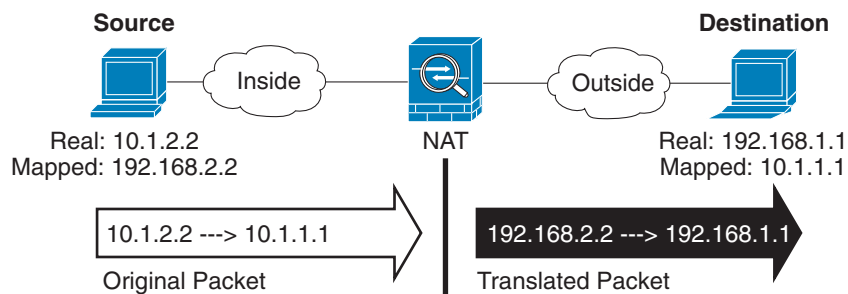 Source
Destination
Inside
Outside
Real: 10.1.2.2
Mapped: 192.168.2.2
NAT
Real: 192.168.1.1
Mapped: 10.1.1.1
10.1.2.2 ---> 10.1.1.1
192.168.2.2 ---> 192.168.1.1
Original Packet
Translated Packet